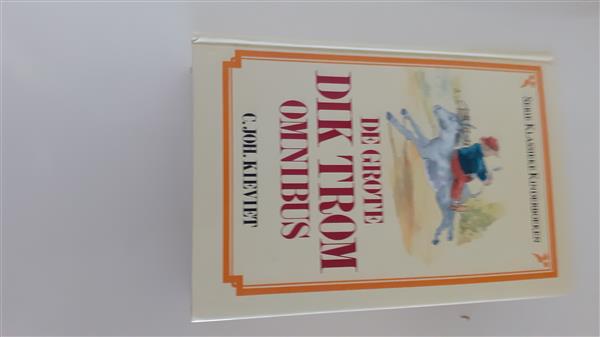 SERIE KLASSIEKE KINDERBOEKEN
DE GROTE
DIK TROM
OMNIBUS
C. JOH. KIEVIET